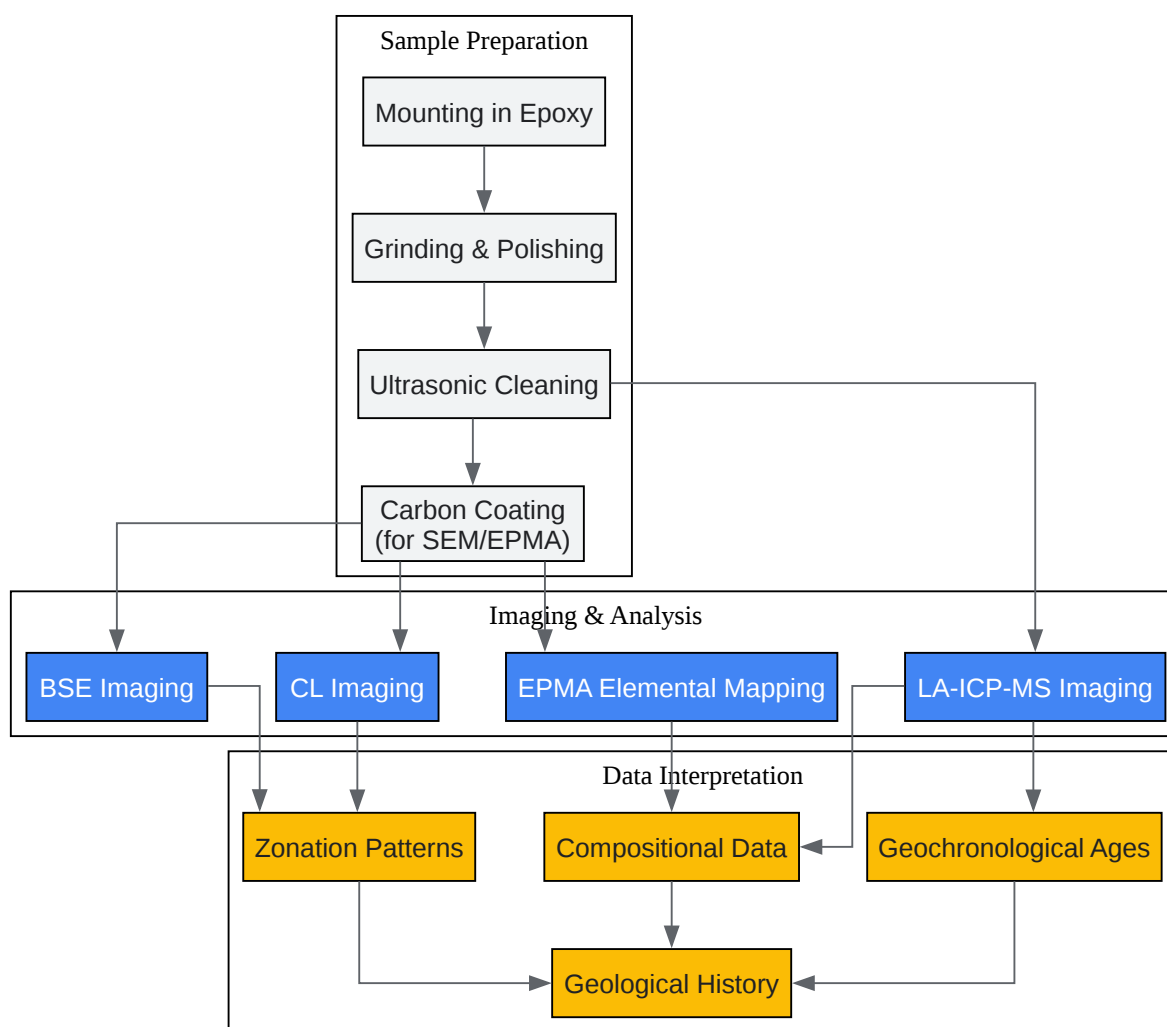 Sample Preparation
Mounting in Epoxy
Grinding & Polishing
Ultrasonic Cleaning
Carbon Coating
(for SEM/EPMA)
Imaging & Analysis
BSE Imaging
CL Imaging
EPMA Elemental Mapping
LA-ICP-MS Imaging
Data Interpretation
Zonation Patterns
Compositional Data
Geochronological Ages
Geological History